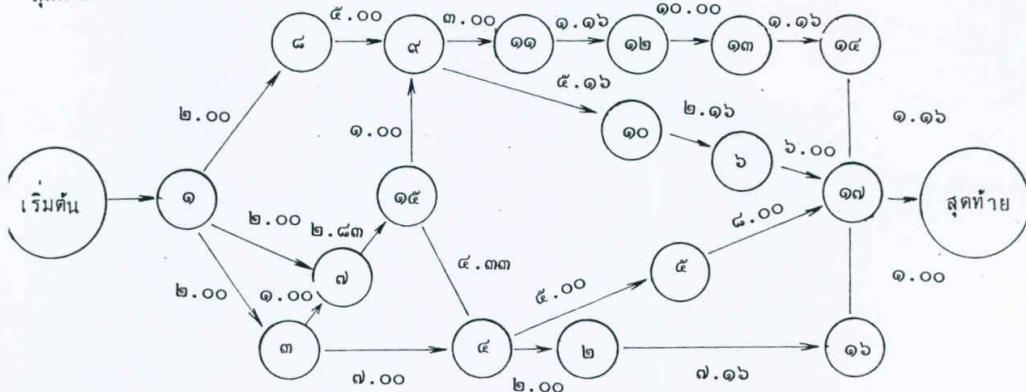 ๕.๐๐ ๓.๐๐ ๑.๑๖ ๑๐.๐๐ ๑.๑๖
๘ ๙ ๑๑ ๑๒ ๑๓ ๑๔
๕.๑๖
๒.๐๐ ๑.๐๐ ๑๐ ๒.๑๖ ๖ ๖.๐๐ ๑.๑๖
เริ่มต้น ๑ ๑๕ ๑๗ สุดท้าย
๒.๐๐ ๒.๘๓ ๘.๐๐
๗ ๔.๓๓ ๕
๒.๐๐ ๑.๐๐ ๕.๐๐ ๑.๐๐
๓ ๔ ๒ ๑๖
๗.๐๐ ๒.๐๐ ๗.๑๖